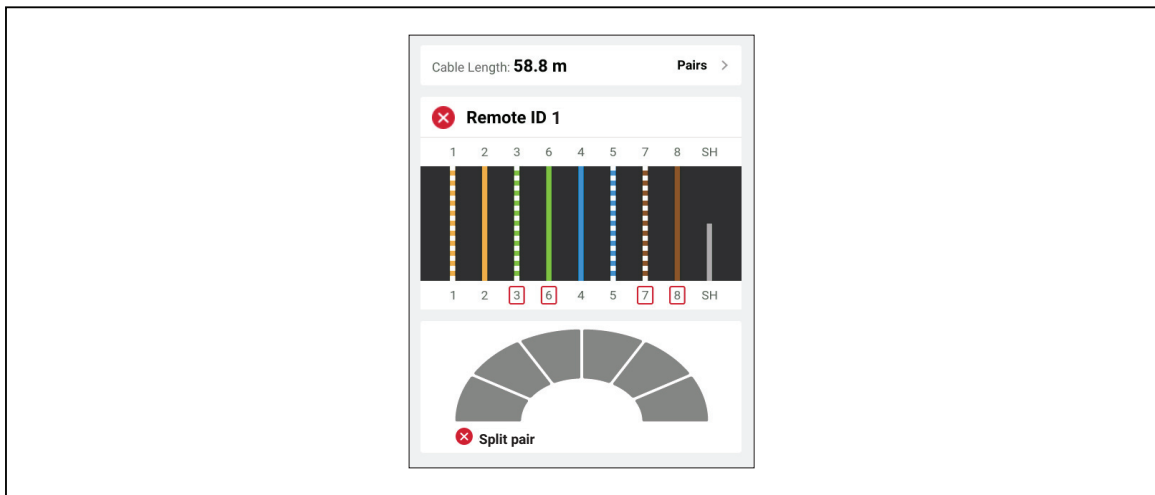 Cable Length: 58.8 m Pairs >
Remote ID 1
1 2 3 6 4 5 7 8 SH
1 2 3 6 4 5 7 8 SH
Split pair